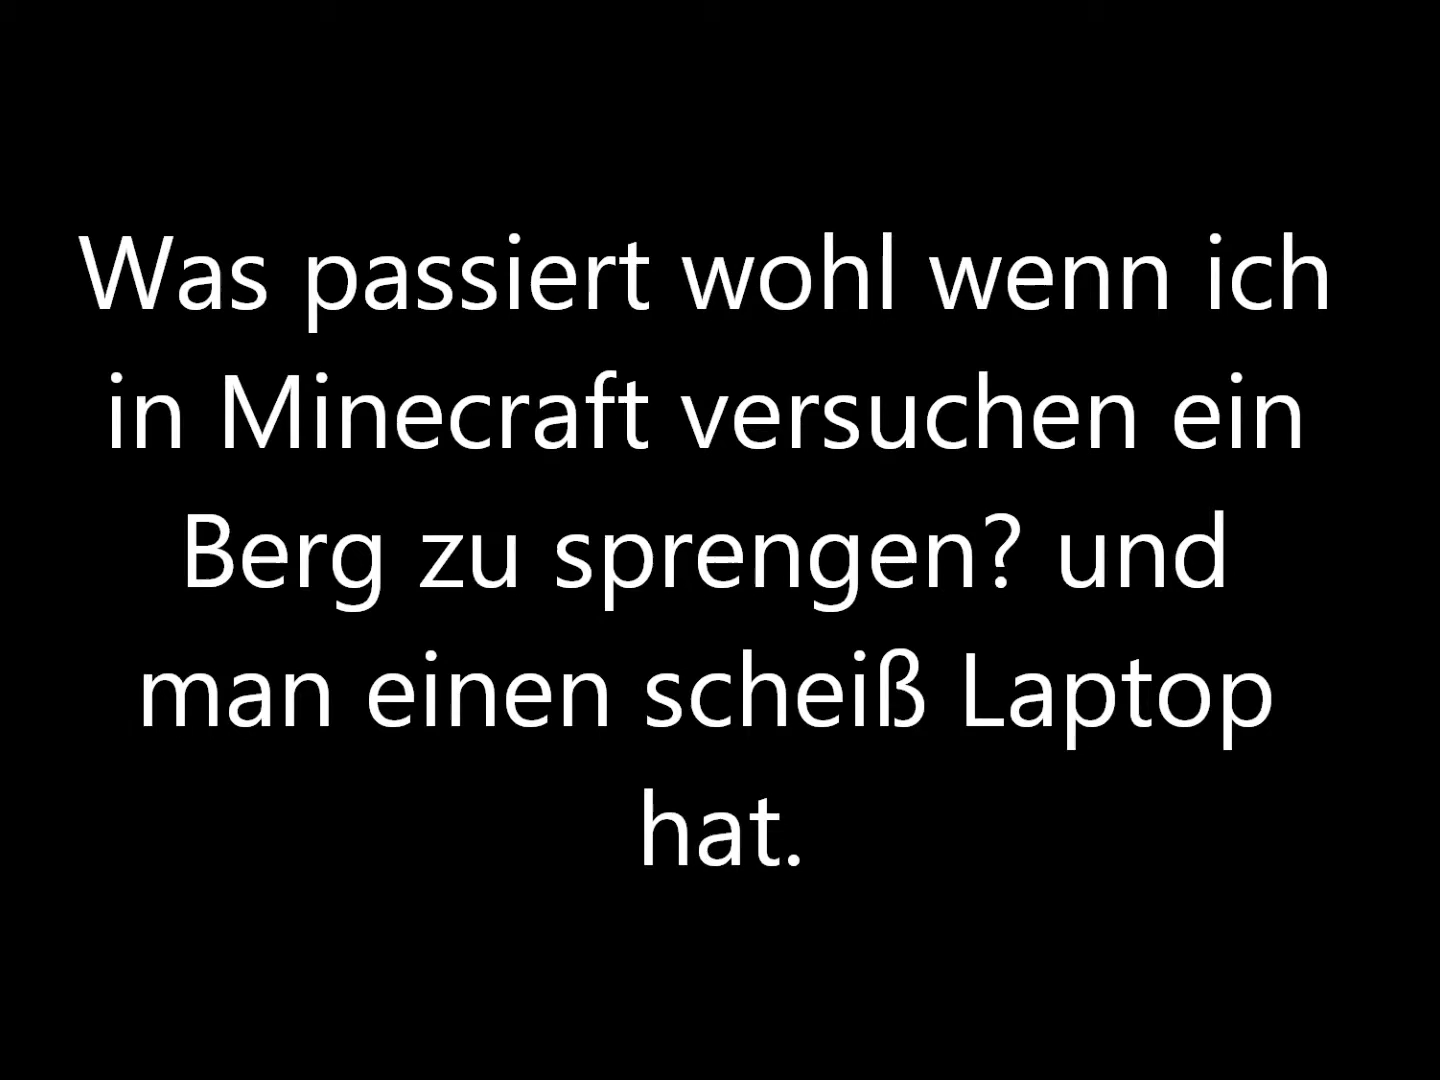 Was passiert wohl wenn ich
in Minecraft versuchen ein
Berg zu sprengen? und
man einen scheiß Laptop
hat.